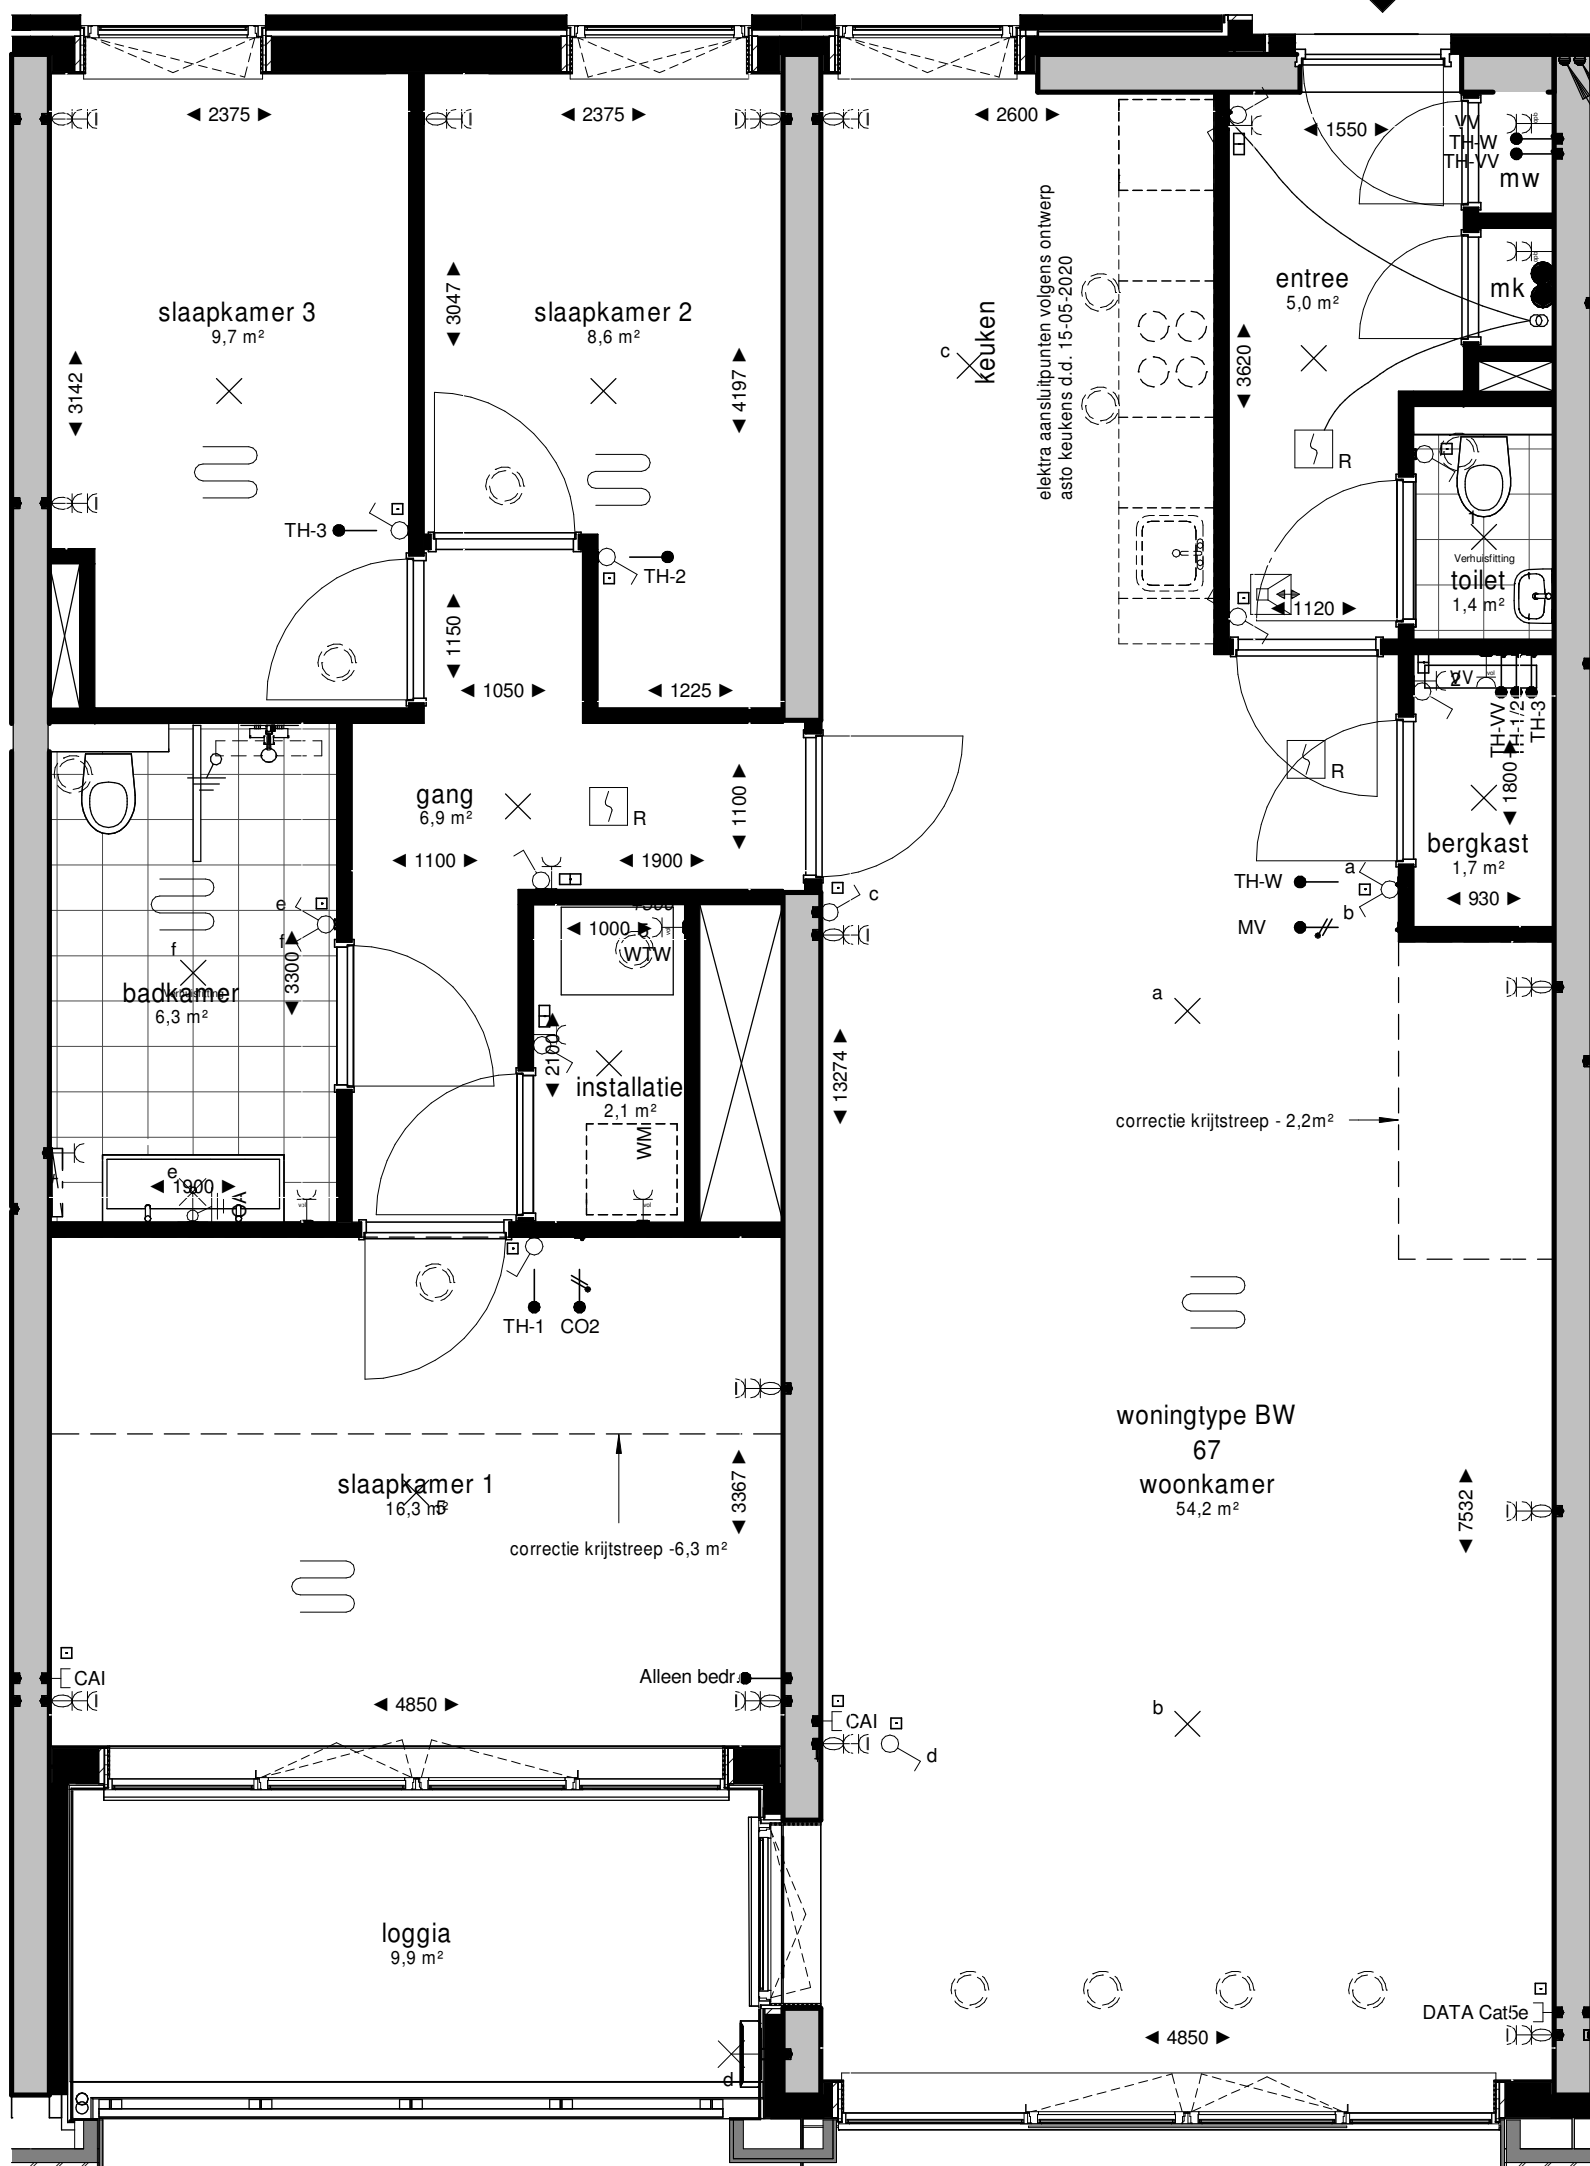 2375
2375
2600
1550
VV
TH-W
TH-VV
mw
slaapkamer 3
9,7 m²
3142
3047
slaapkamer 2
8,6 m²
4197
c
keuken
elektra aansluitpunten volgens ontwerp
asto keukens d.d. 15-05-2020
entree
5,0 m²
3620
mk
R
TH-3
TH-2
1
Verhuisfitting
toilet
1,4 m²
1120
1150
1050
1225
2
VV
TH-VV
TH-1/2
TH-3
R
1800
gang
6,9 m²
R
1100
1100
1900
bergkast
1,7 m²
930
TH-W
a
b
MV
c
e
f
f
3300
badkamer
6,3 m²
1000
WTW
a
2100
installatie
2,1 m²
WM
13274
correctie krijtstreep - 2,2m²
e
1900
TH-1
CO2
woningtype BW
67
woonkamer
54,2 m²
slaapkamer 1
16,3 m²
5
3367
7532
correctie krijtstreep -6,3 m²
CAI
Alleen bedr.
4850
CAI
d
b
loggia
9,9 m²
DATA Cat5e
4850
d